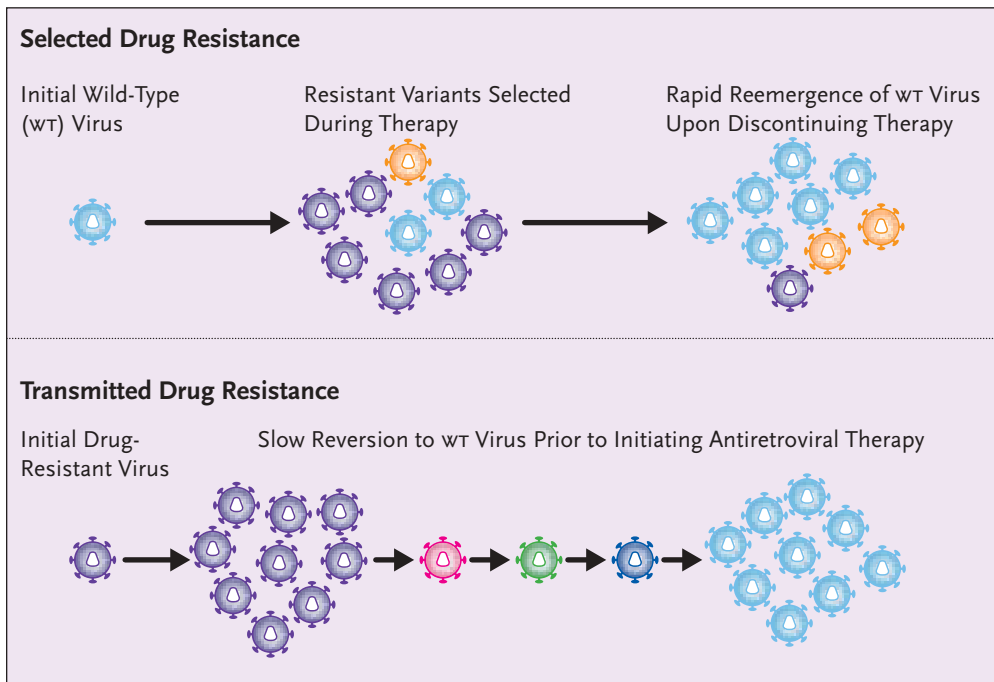 Selected Drug Resistance
Initial Wild-Type
(WT) Virus
Resistant Variants Selected
During Therapy
Rapid Reemergence of WT Virus
Upon Discontinuing Therapy
Transmitted Drug Resistance
Initial Drug-
Resistant Virus
Slow Reversion to WT Virus Prior to Initiating Antiretroviral Therapy